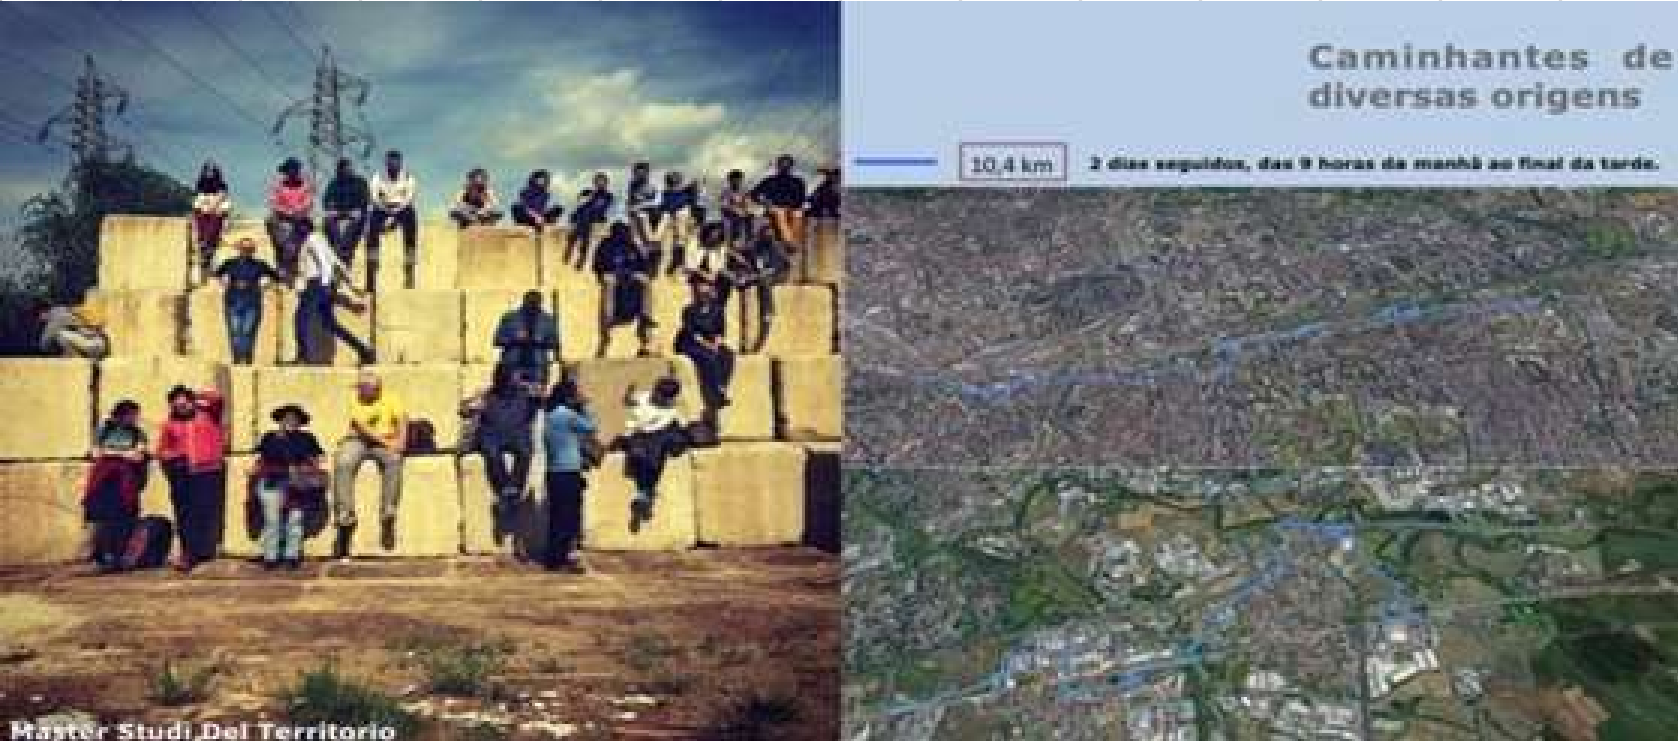 Caminhantes de
diversas origens
10,4 km
2 dias seguidos, das 9 horas da manhã ao final da tarde.
Master Studi Del Territorio